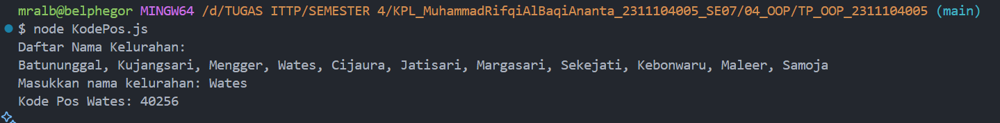 mralb@belphegor MINGW64 /d/TUGAS ITTP/SEMESTER 4/KPL_MuhammadRifqiAlBaqiAnanta_2311104005_SE07/04_OOP/TP_OOP_2311104005 (main)
$ node KodePos.js
Daftar Nama Kelurahan:
Batununggal, Kujangsari, Mengger, Wates, Cijaura, Jatisari, Margasari, Sekejati, Kebonwaru, Maleer, Samoja
Masukkan nama kelurahan: Wates
Kode Pos Wates: 40256